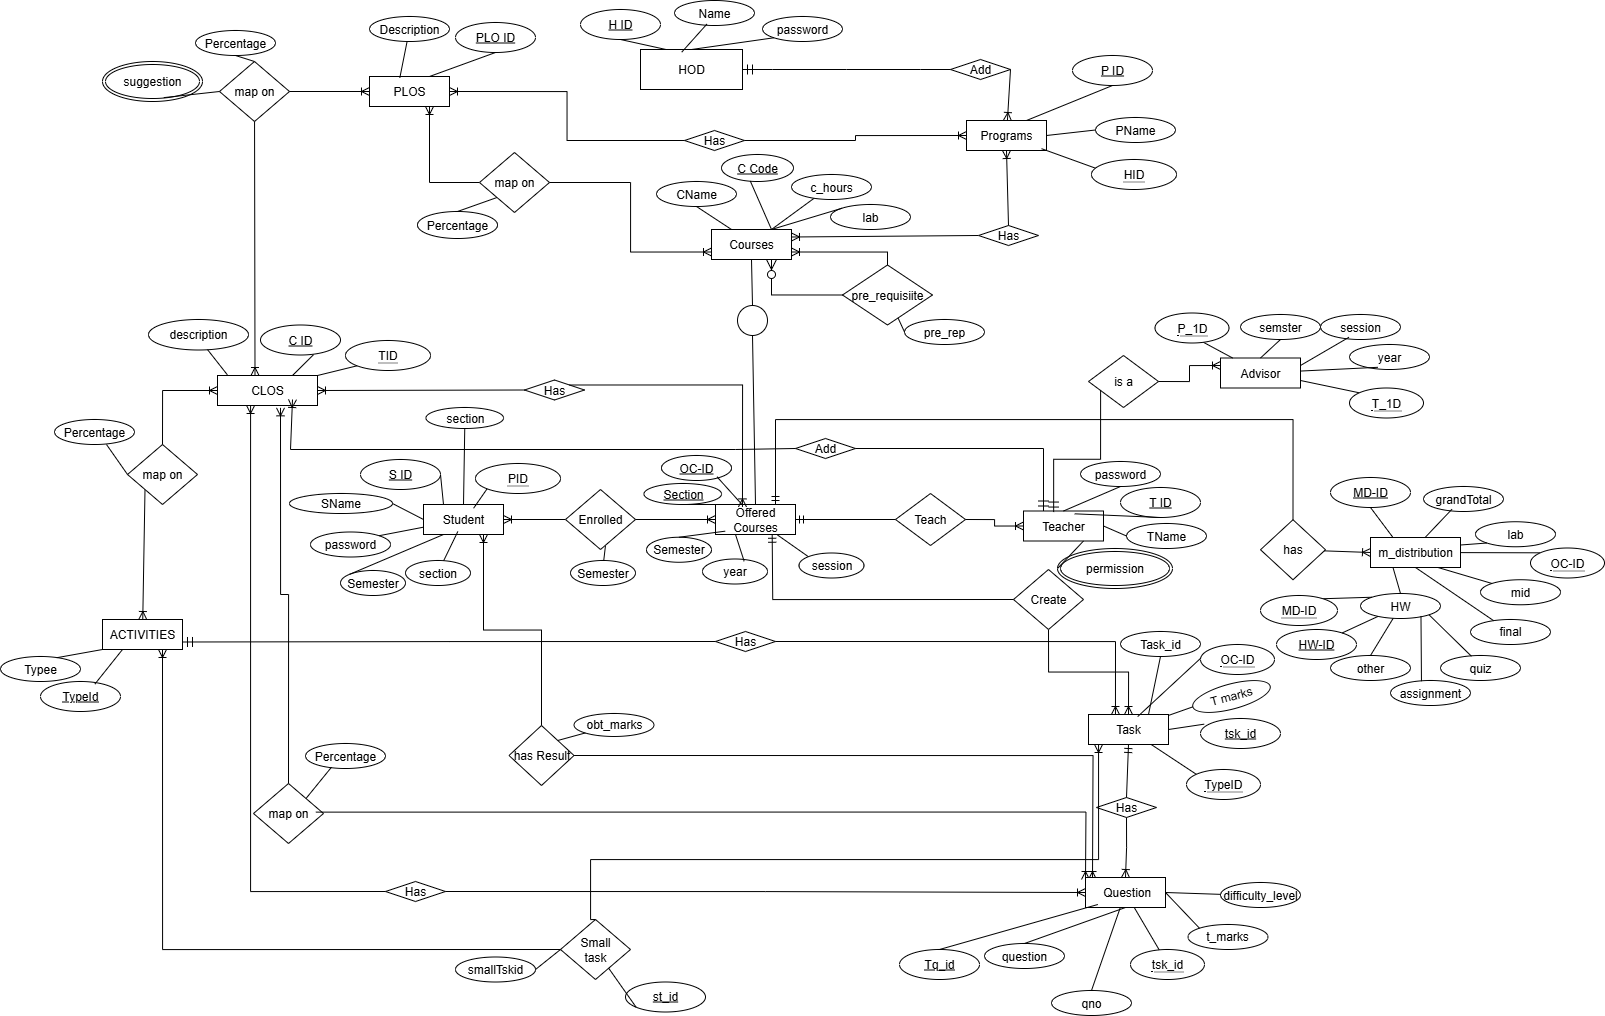 Name
H ID
Description
password
PLO ID
Percentage
HOD
Add
P ID
suggestion
map on
PLOS
PName
Programs
Has
C Code
HID
map on
c_hours
CName
lab
Percentage
Has
Courses
pre_requisiite
P_1D
semster
session
pre_rep
description
C ID
TID
year
Advisor
is a
CLOS
Has
T_1D
section
Percentage
Add
OC-ID
map on
S ID
PID
password
MD-ID
Section
grandTotal
SName
T ID
Student
Enrolled
Offered
Courses
Teach
Teacher
lab
TName
password
Semester
has
m_distribution
session
OC-ID
permission
year
section
Semester
Semester
mid
Create
HW
MD-ID
final
ACTIVITIES
Has
Task_id
HW-ID
OC-ID
Typee
other
quiz
TypeId
T marks
assignment
obt_marks
Task
tsk_id
has Result
Percentage
TypeID
Has
map on
Has
Question
difficulty_level
t_marks
Small
task
question
Tq_id
tsk_id
smallTskid
st_id
qno